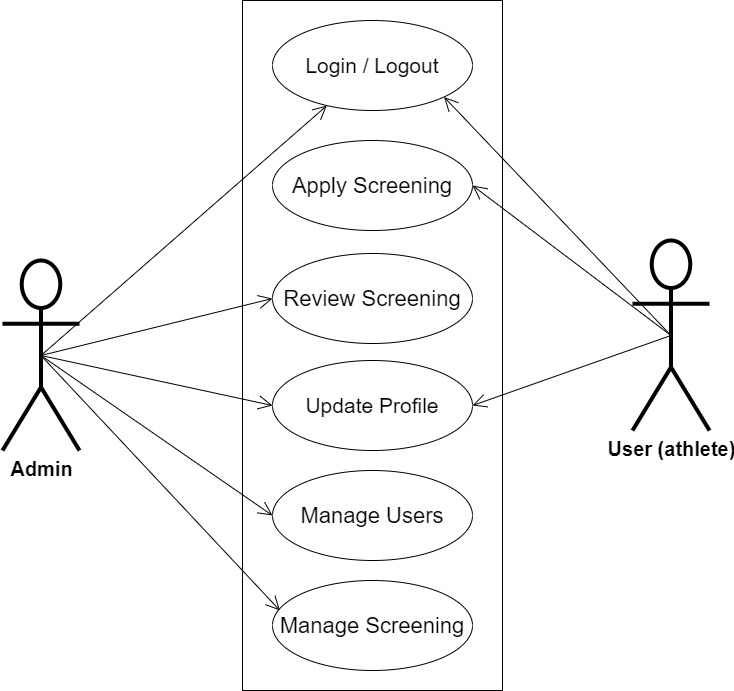 Login / Logout
Apply Screening
Review Screening
Update Profile
Manage Users
Manage Screening
Admin
User (athlete)